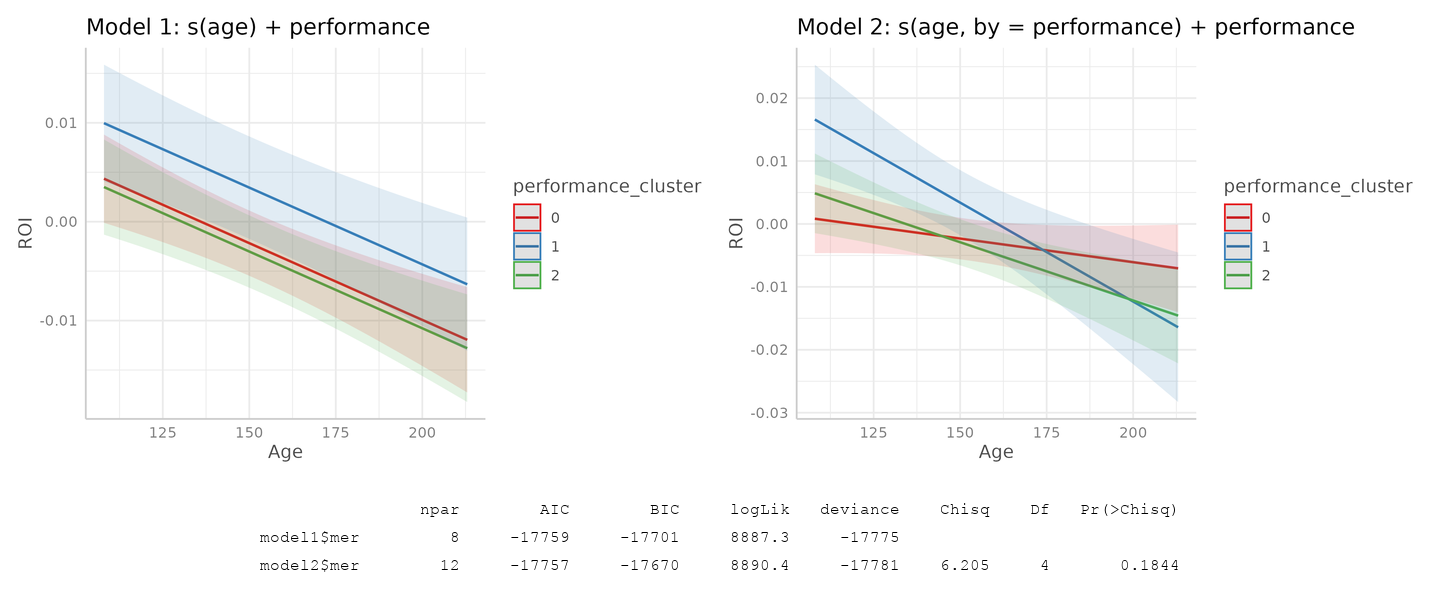 Model 1: s(age) + performance
0.01
0.00
-0.01
ROI
125 150 175 200
Age
performance_cluster
0
1
2
Model 2: s(age, by = performance) + performance
0.02
0.01
0.00
-0.01
-0.02
-0.03
ROI
125 150 175 200
Age
performance_cluster
0
1
2
npar AIC BIC logLik deviance Chisq Df Pr(>Chisq)
model1$mer 8 -17759 -17701 8887.3 -17775
model2$mer 12 -17757 -17670 8890.4 -17781 6.205 4 0.1844